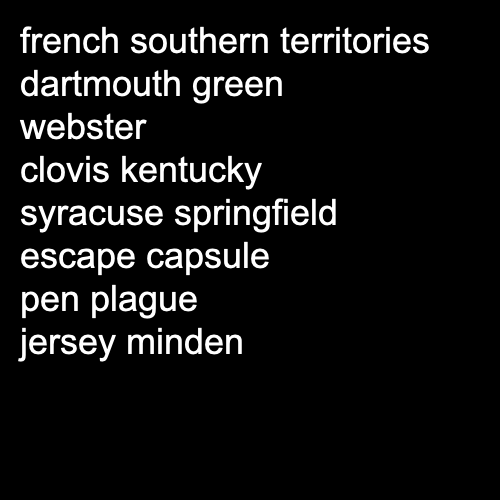 french southern territories
dartmouth green
webster
clovis kentucky
syracuse springfield
escape capsule
pen plague
jersey minden